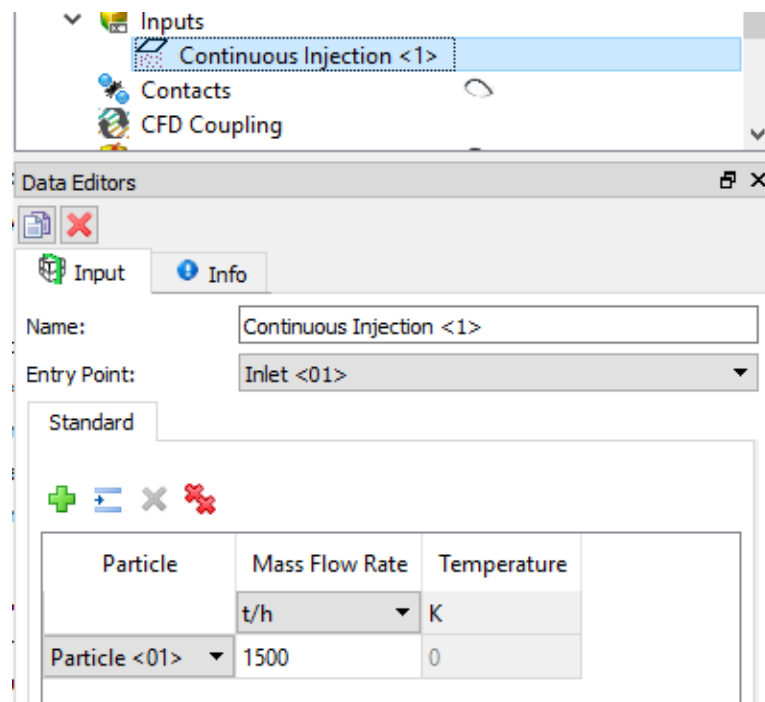 Inputs
Continuous Injection <1>
Contacts
CFD Coupling
Data Editors
Input Info
Name: Continuous Injection <1>
Entry Point: Inlet <01>
Standard
Particle Mass Flow Rate Temperature
t/h K
Particle <01> 1500 0